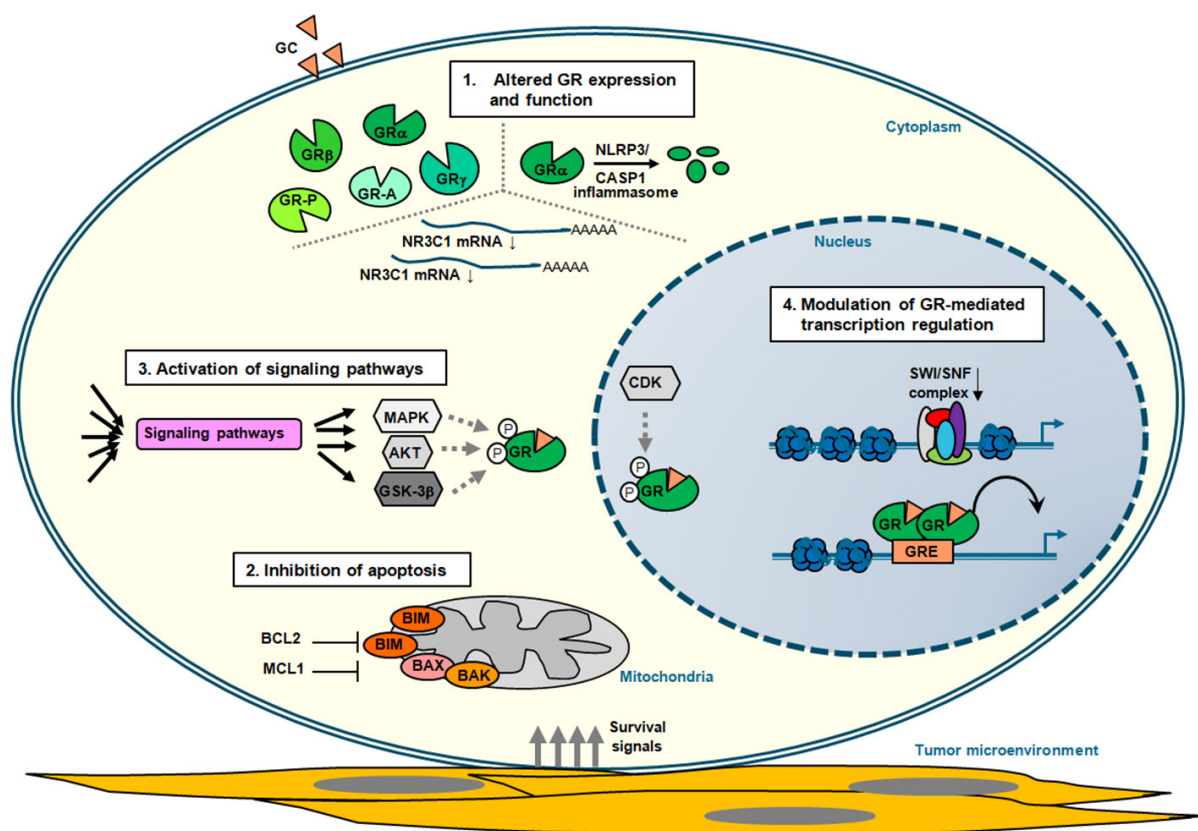 GC
1. Altered GR expression
and function
Cytoplasm
GRα
GRβ
GRγ
GR-A
GR-P
GRα
NLRP3/
CASP1
inflammasome
NR3C1 mRNA ↓
AAAAA
NR3C1 mRNA ↓
AAAAA
Nucleus
4. Modulation of GR-mediated
transcription regulation
SWI/SNF
complex ↓
CDK
P
P
GR
GR
GR
GRE
3. Activation of signaling pathways
Signaling pathways
MAPK
AKT
GSK-3β
P
P
GR
2. Inhibition of apoptosis
BCL2
MCL1
BIM
BIM
BAX
BAK
Mitochondria
Survival
signals
Tumor microenvironment